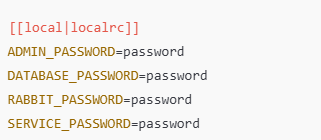 [[local|localrc]]
ADMIN_PASSWORD=password
DATABASE_PASSWORD=password
RABBIT_PASSWORD=password
SERVICE_PASSWORD=password